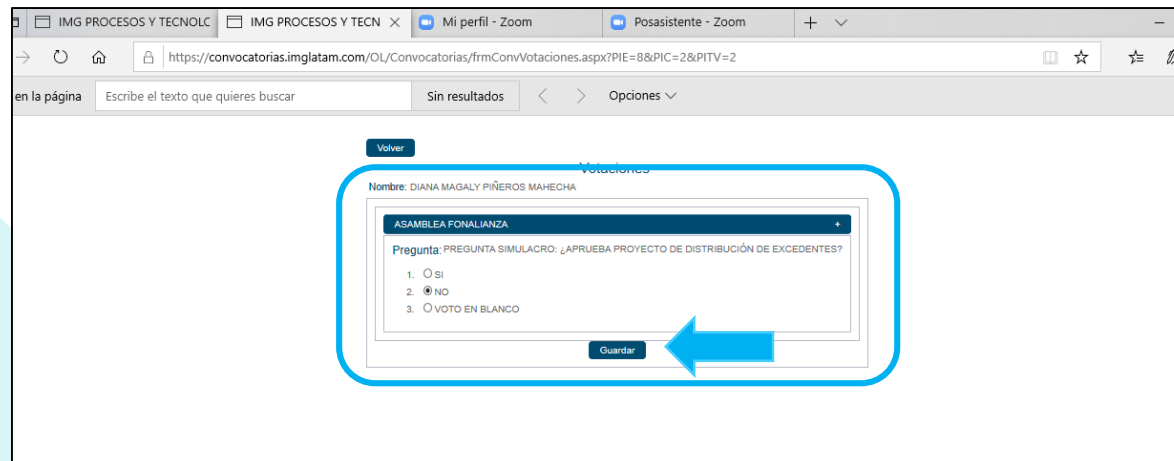 IMG PROCESOS Y TECNOLC IMG PROCESOS Y TECN Mi perfil - Zoom Posasistente - Zoom
https://convocatorias.imglatam.com/OL/Convocatorias/frmConvVotaciones.aspx?PIE=8&PIC=2&PITV=2
en la página Escribe el texto que quieres buscar Sin resultados Opciones
Volver
Votaciones
Nombre: DIANA MAGALY PIÑEROS MAHECHA
ASAMBLEA FONALIANZA +
Pregunta: PREGUNTA SIMULACRO: ¿APRUEBA PROYECTO DE DISTRIBUCIÓN DE EXCEDENTES?
1. SI
2. NO
3. VOTO EN BLANCO
Guardar